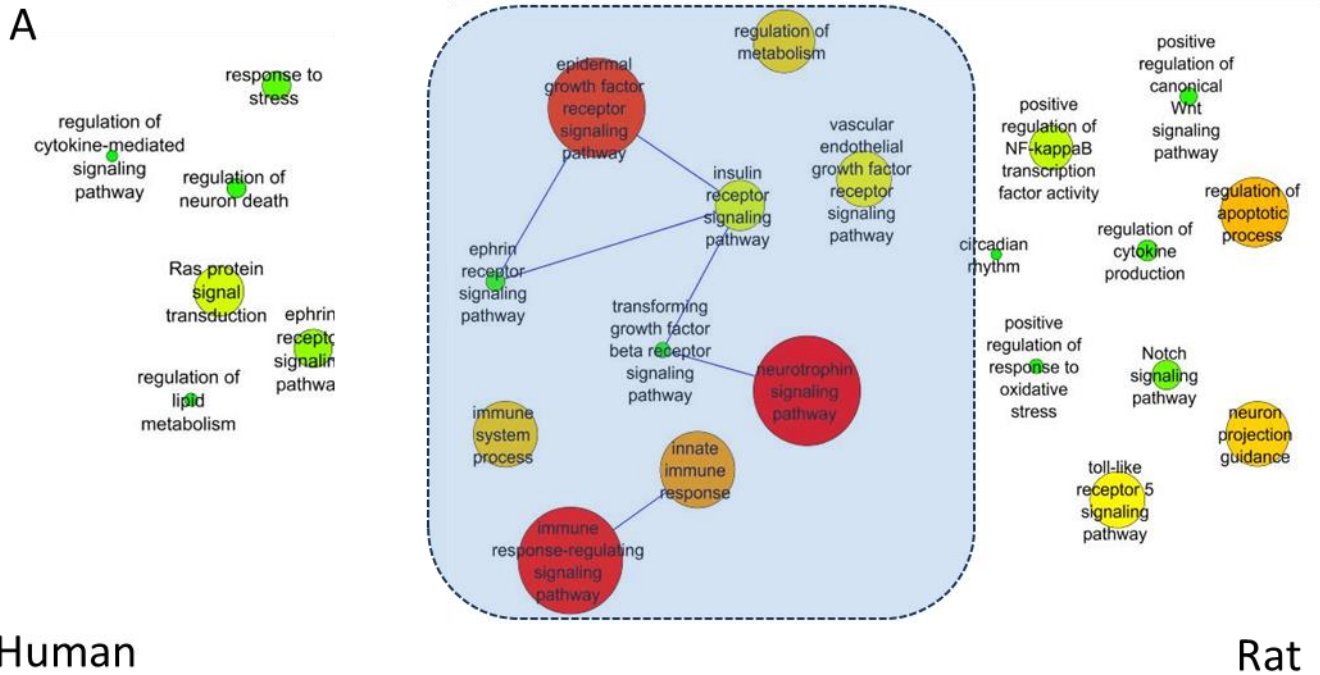 A
response to
stress
regulation of
cytokine-mediated
signaling
pathway
regulation of
neuron death
Ras protein
signal
transduction
ephrin
recepto
signalin
pathwa
regulation of
lipid
metabolism
regulation of
metabolism
epidermal
growth factor
receptor
signaling
pathway
vascular
endothelial
growth factor
receptor
signaling
pathway
insulin
receptor
signaling
pathway
ephrin
receptor
signaling
pathway
transforming
growth factor
beta receptor
signaling
pathway
neurotrophin
signaling
pathway
immune
system
process
innate
immune
response
immune
response-regulating
signaling
pathway
positive
regulation of
canonical
Wnt
signaling
pathway
positive
regulation of
NF-kappaB
transcription
factor activity
regulation of
apoptotic
process
circadian
rhythm
regulation of
cytokine
production
positive
regulation of
response to
oxidative
stress
Notch
signaling
pathway
neuron
projection
guidance
toll-like
receptor 5
signaling
pathway
Human
Rat